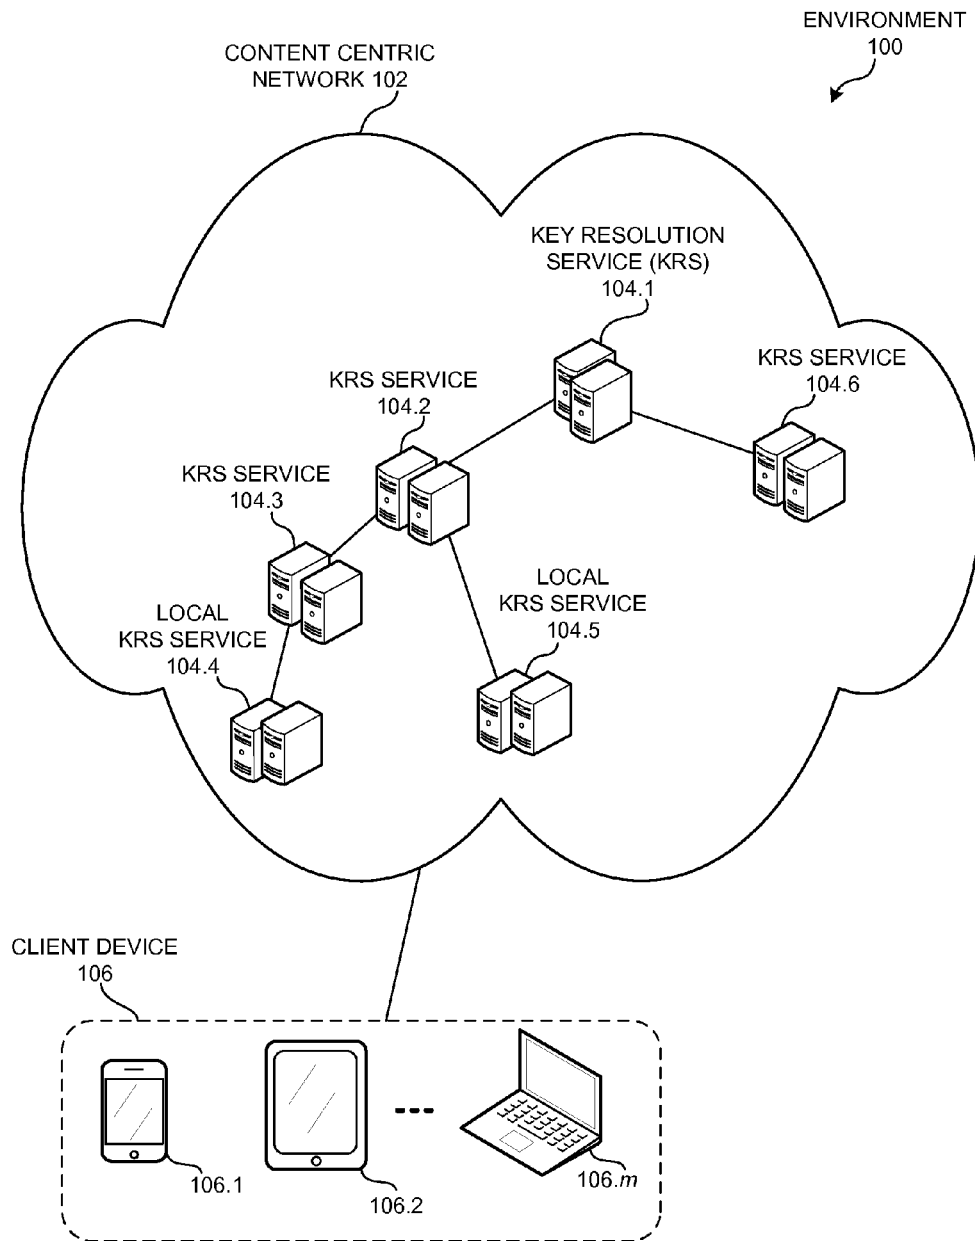 ENVIRONMENT
100
CONTENT CENTRIC
NETWORK 102
KEY RESOLUTION
SERVICE (KRS)
104.1
KRS SERVICE
104.6
KRS SERVICE
104.2
KRS SERVICE
104.3
LOCAL
KRS SERVICE
104.5
LOCAL
KRS SERVICE
104.4
CLIENT DEVICE
106
106.1
106.2
106.m